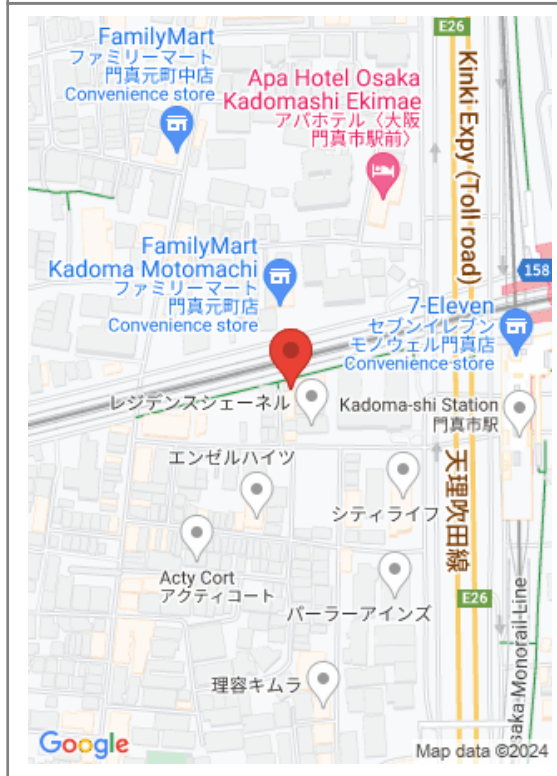 E26
FamilyMart
ファミリーマート
門真元町中店
Convenience store
Kinki Expy (Toll road)
Apa Hotel Osaka
Kadomashi Ekimae
アパホテル〈大阪
門真市駅前〉
FamilyMart
Kadoma Motomachi
ファミリーマート
門真元町店
Convenience store
158
7-Eleven
セブンイレブン
モノウェル門真店
Convenience store
レジデンスシェーネル
Kadoma-shi Station
門真市駅
エンゼルハイツ
天理吹田線
シティライフ
Acty Cort
アクティコート
E26
パーラーアインズ
saka Monorail Line
理容キムラ
Google
Map data ©2024